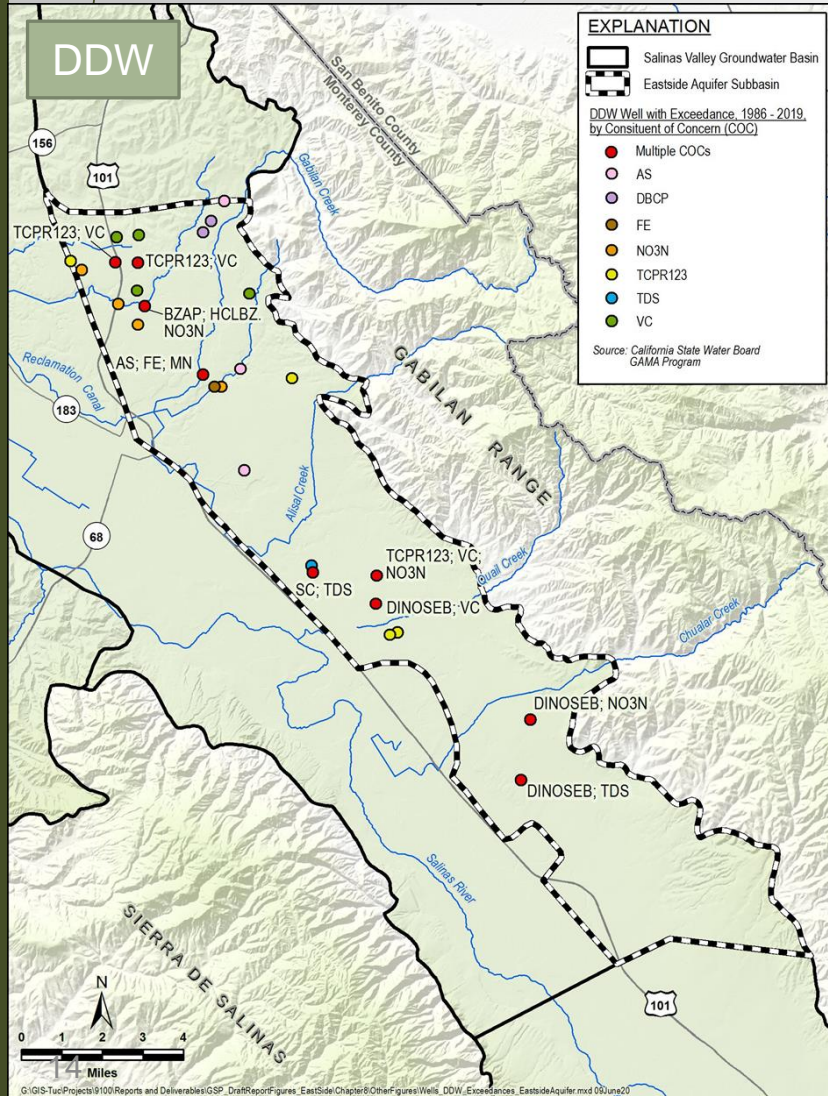 DDW
EXPLANATION
Salinas Valley Groundwater Basin
Eastside Aquifer Subbasin
DDW Well with Exceedance, 1986 - 2019,
by Consituent of Concern (COC)
Multiple COCs
AS
DBCP
FE
NO3N
TCPR123
TDS
VC
Source: California State Water Board
GAMA Program
San Benito County
Monterey County
156
101
Gabilan Creek
TCPR123; VC
TCPR123; VC
BZAP; HCLBZ.
NO3N
AS; FE; MN
Reclamation Canal
183
GABILAN RANGE
68
Alisal Creek
TCPR123; VC;
NO3N
Quail Creek
SC; TDS
DINOSEB; VC
Chualar Creek
DINOSEB; NO3N
DINOSEB; TDS
Salinas River
SIERRA DE SALINAS
101
N
0 1 2 3 4
14
Miles
G:\GIS-Tuc\Projects\9100\Reports and Deliverables\GSP_DraftReportFigures_EastSide\Chapter8\OtherFigures\Wells_DDW_Exceedances_EastsideAquifer.mxd 09June20